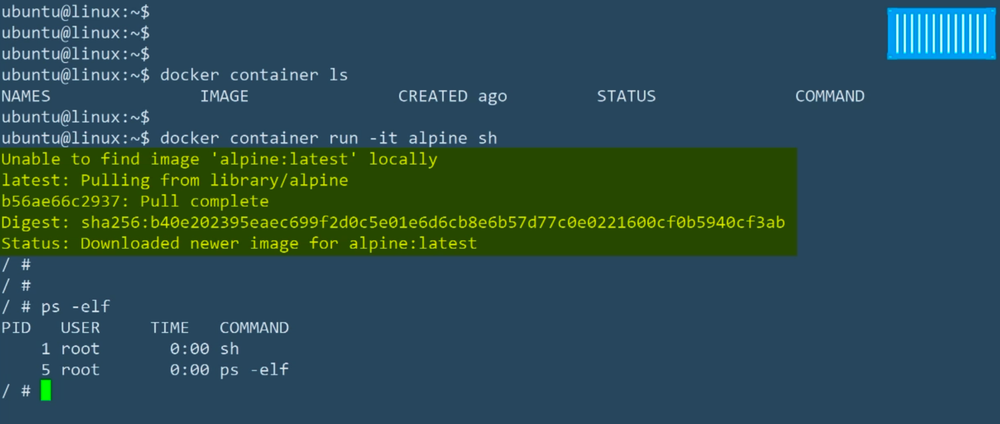 ubuntu@linux:~$
ubuntu@linux:~$
ubuntu@linux:~$
ubuntu@linux:~$ docker container ls
NAMES IMAGE CREATED ago STATUS COMMAND
ubuntu@linux:~$
ubuntu@linux:~$ docker container run -it alpine sh
Unable to find image 'alpine:latest' locally
latest: Pulling from library/alpine
b56ae66c2937: Pull complete
Digest: sha256:b40e202395eaec699f2d0c5e01e6d6cb8e6b57d77c0e0221600cf0b5940cf3ab
Status: Downloaded newer image for alpine:latest
/ #
/ #
/ # ps -elf
PID USER TIME COMMAND
1 root 0:00 sh
5 root 0:00 ps -elf
/ #